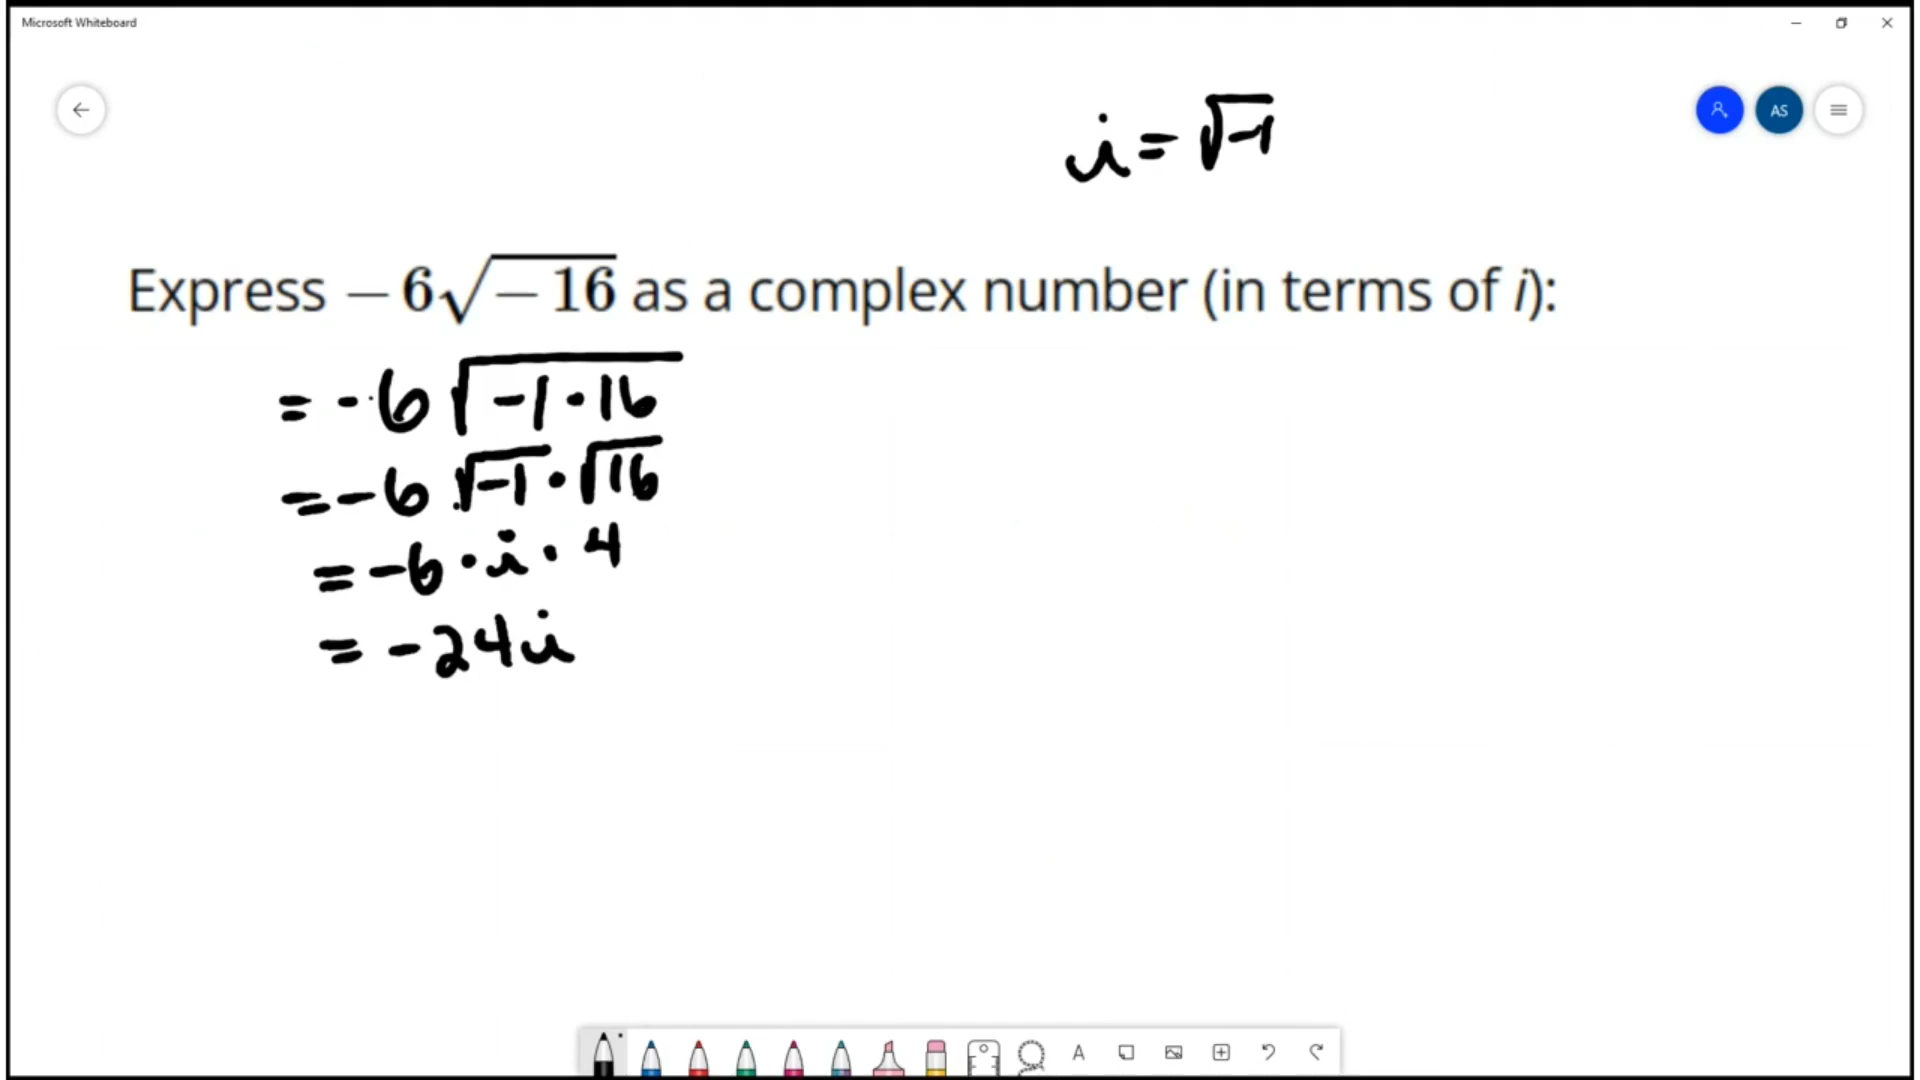 Microsoft Whiteboard
AS
i = √-1
Express −6√−16 as a complex number (in terms of i):
= -6 √-1·16
= -6 √-1 · √16
= -6 · i · 4
= -24i
A